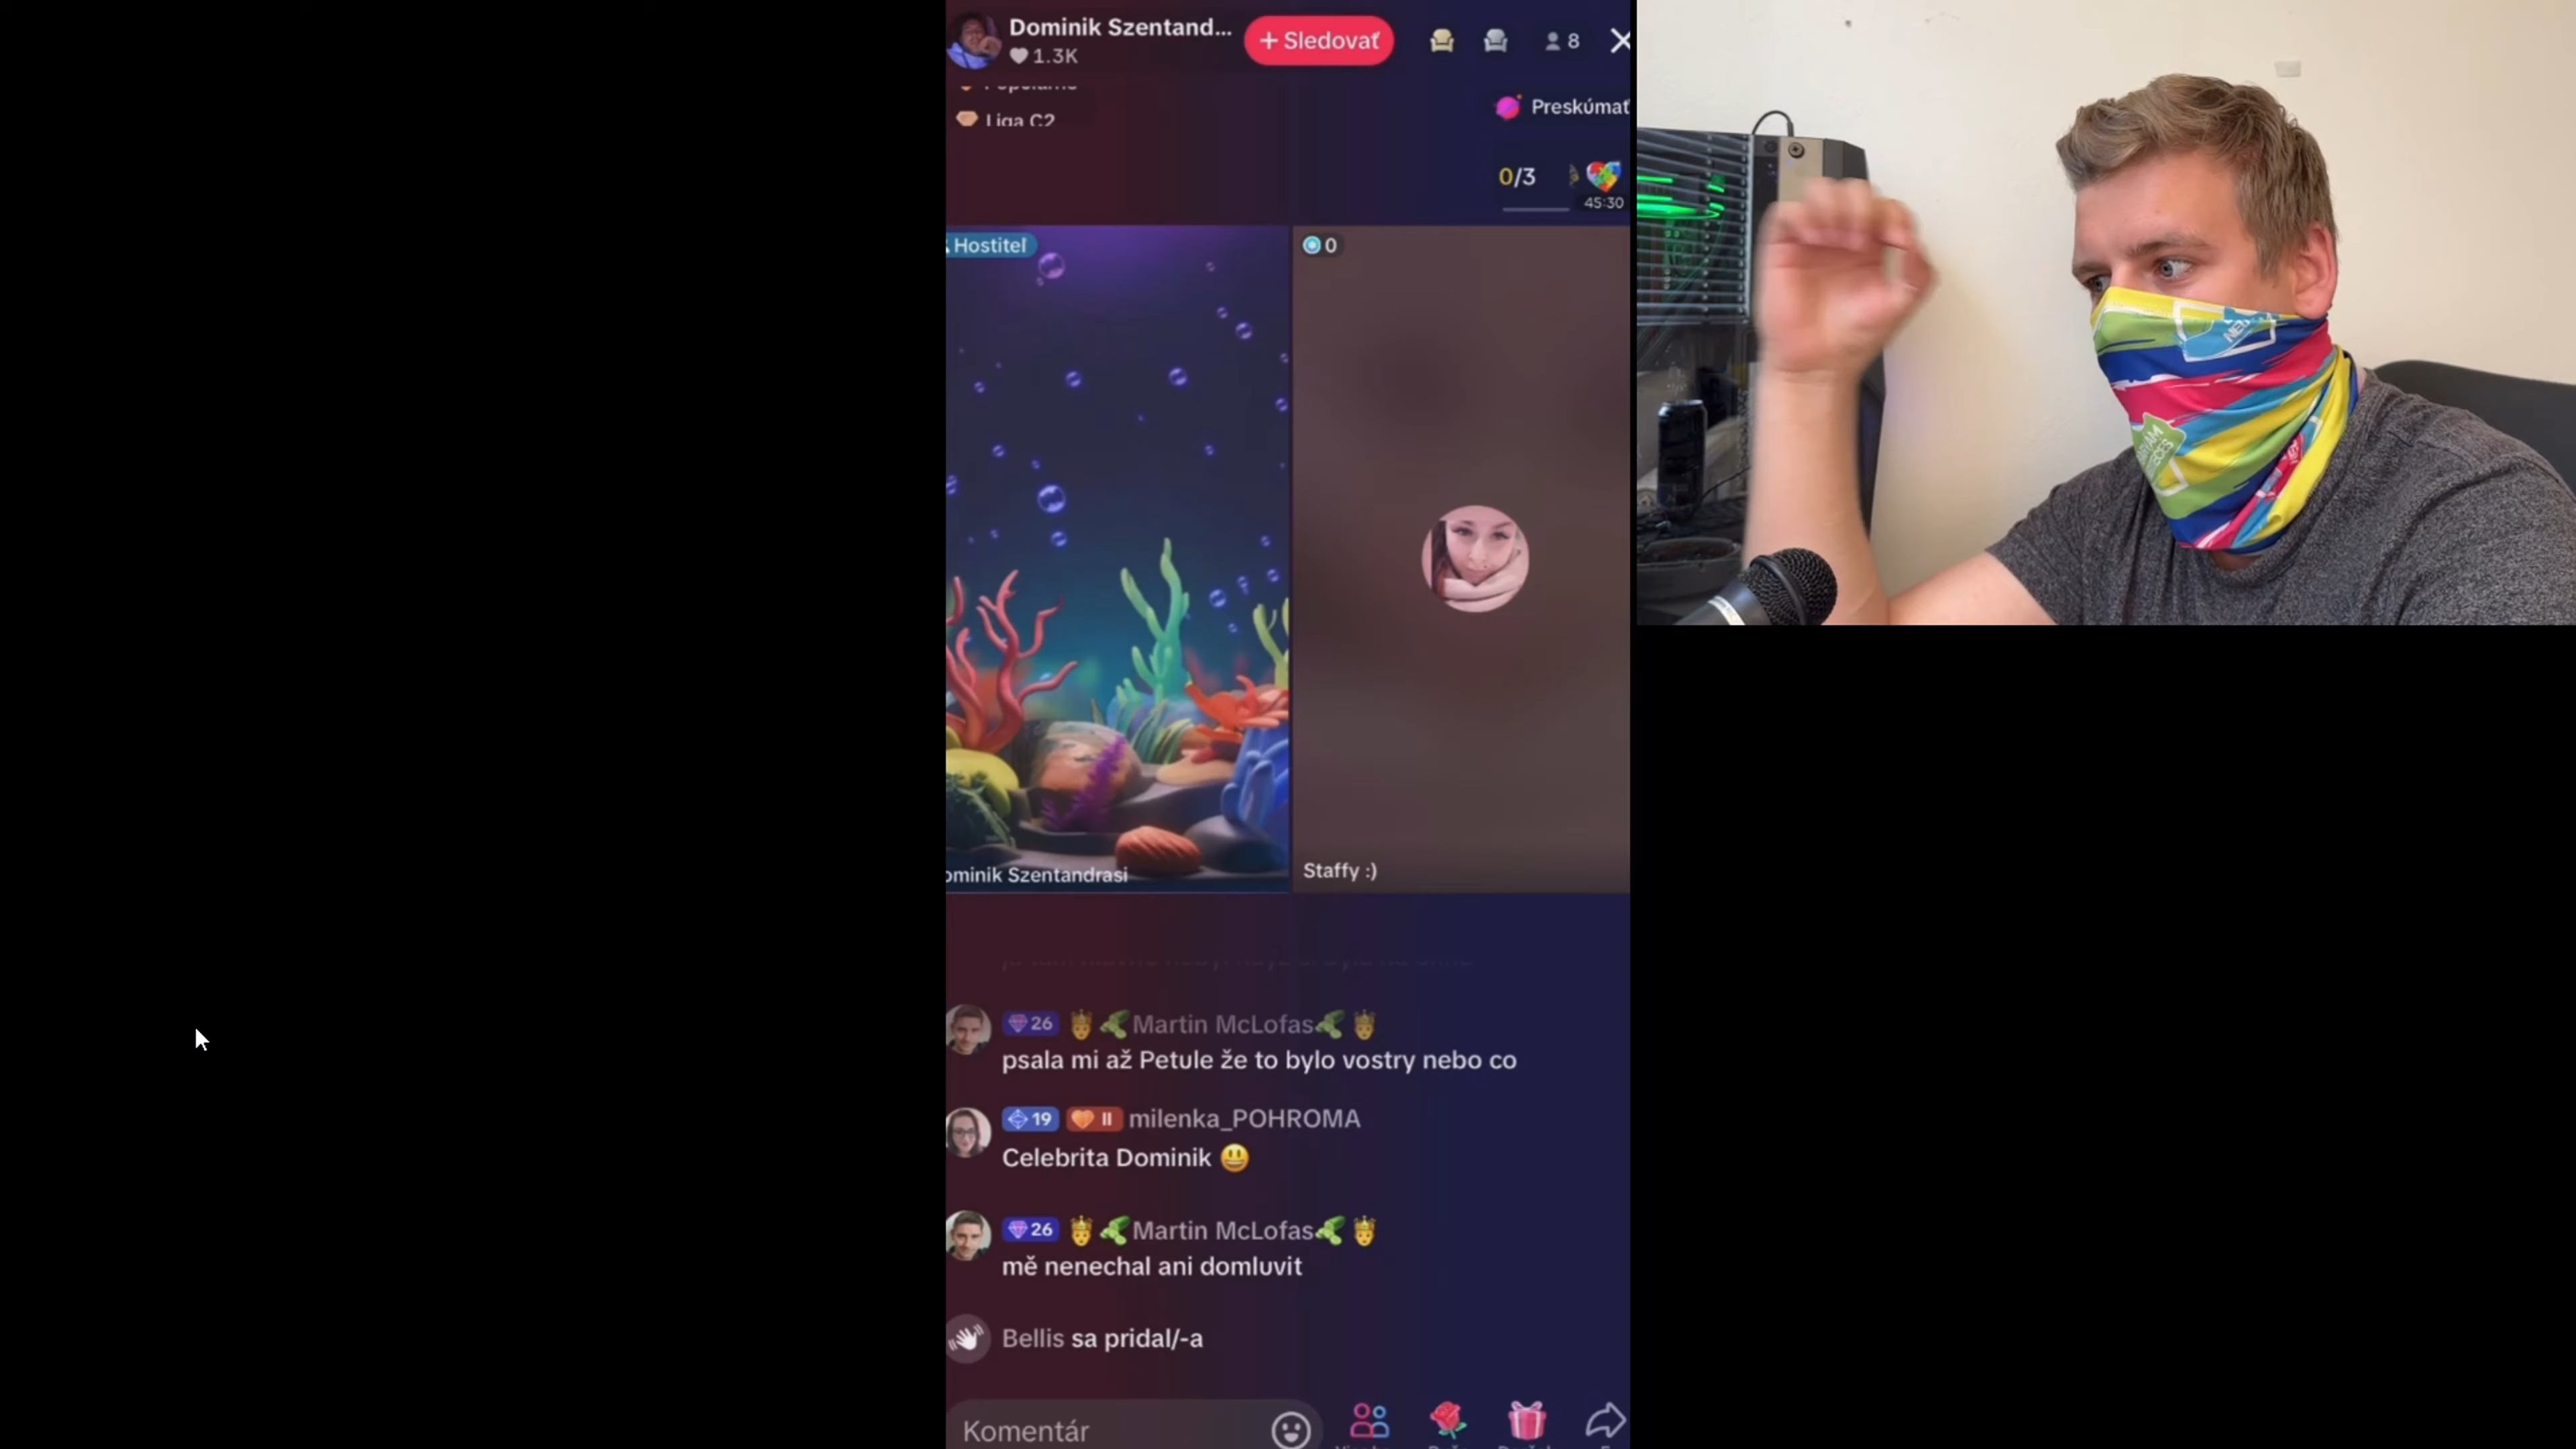 Dominik Szentand...
+ Sledovať
8
1.3K
Liga C2
Preskúmať
0/3
45:30
Hostiteľ
0
ominik Szentandrasi
Staffy :)
26 Martin McLofas
psala mi až Petule že to bylo vostry nebo co
19 II milenka_POHROMA
Celebrita Dominik
26 Martin McLofas
mě nenechal ani domluvit
Bellis sa pridal/-a
Komentár